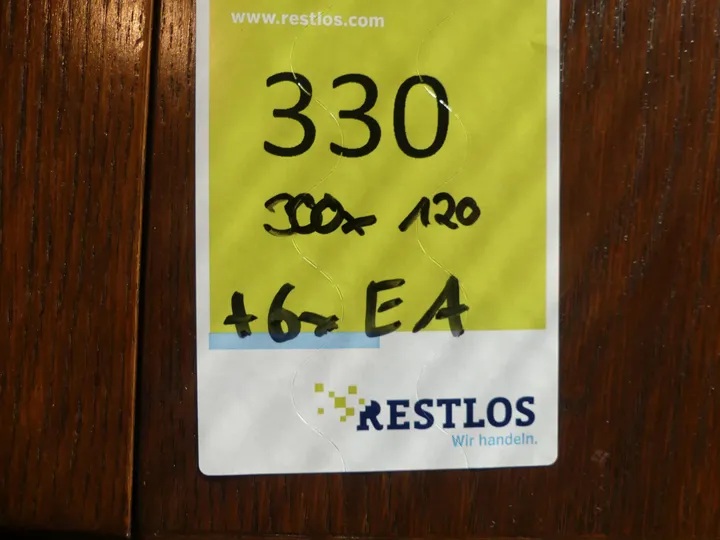 www.restlos.com
330
300x 120
+6x EA
RESTLOS
Wir handeln.